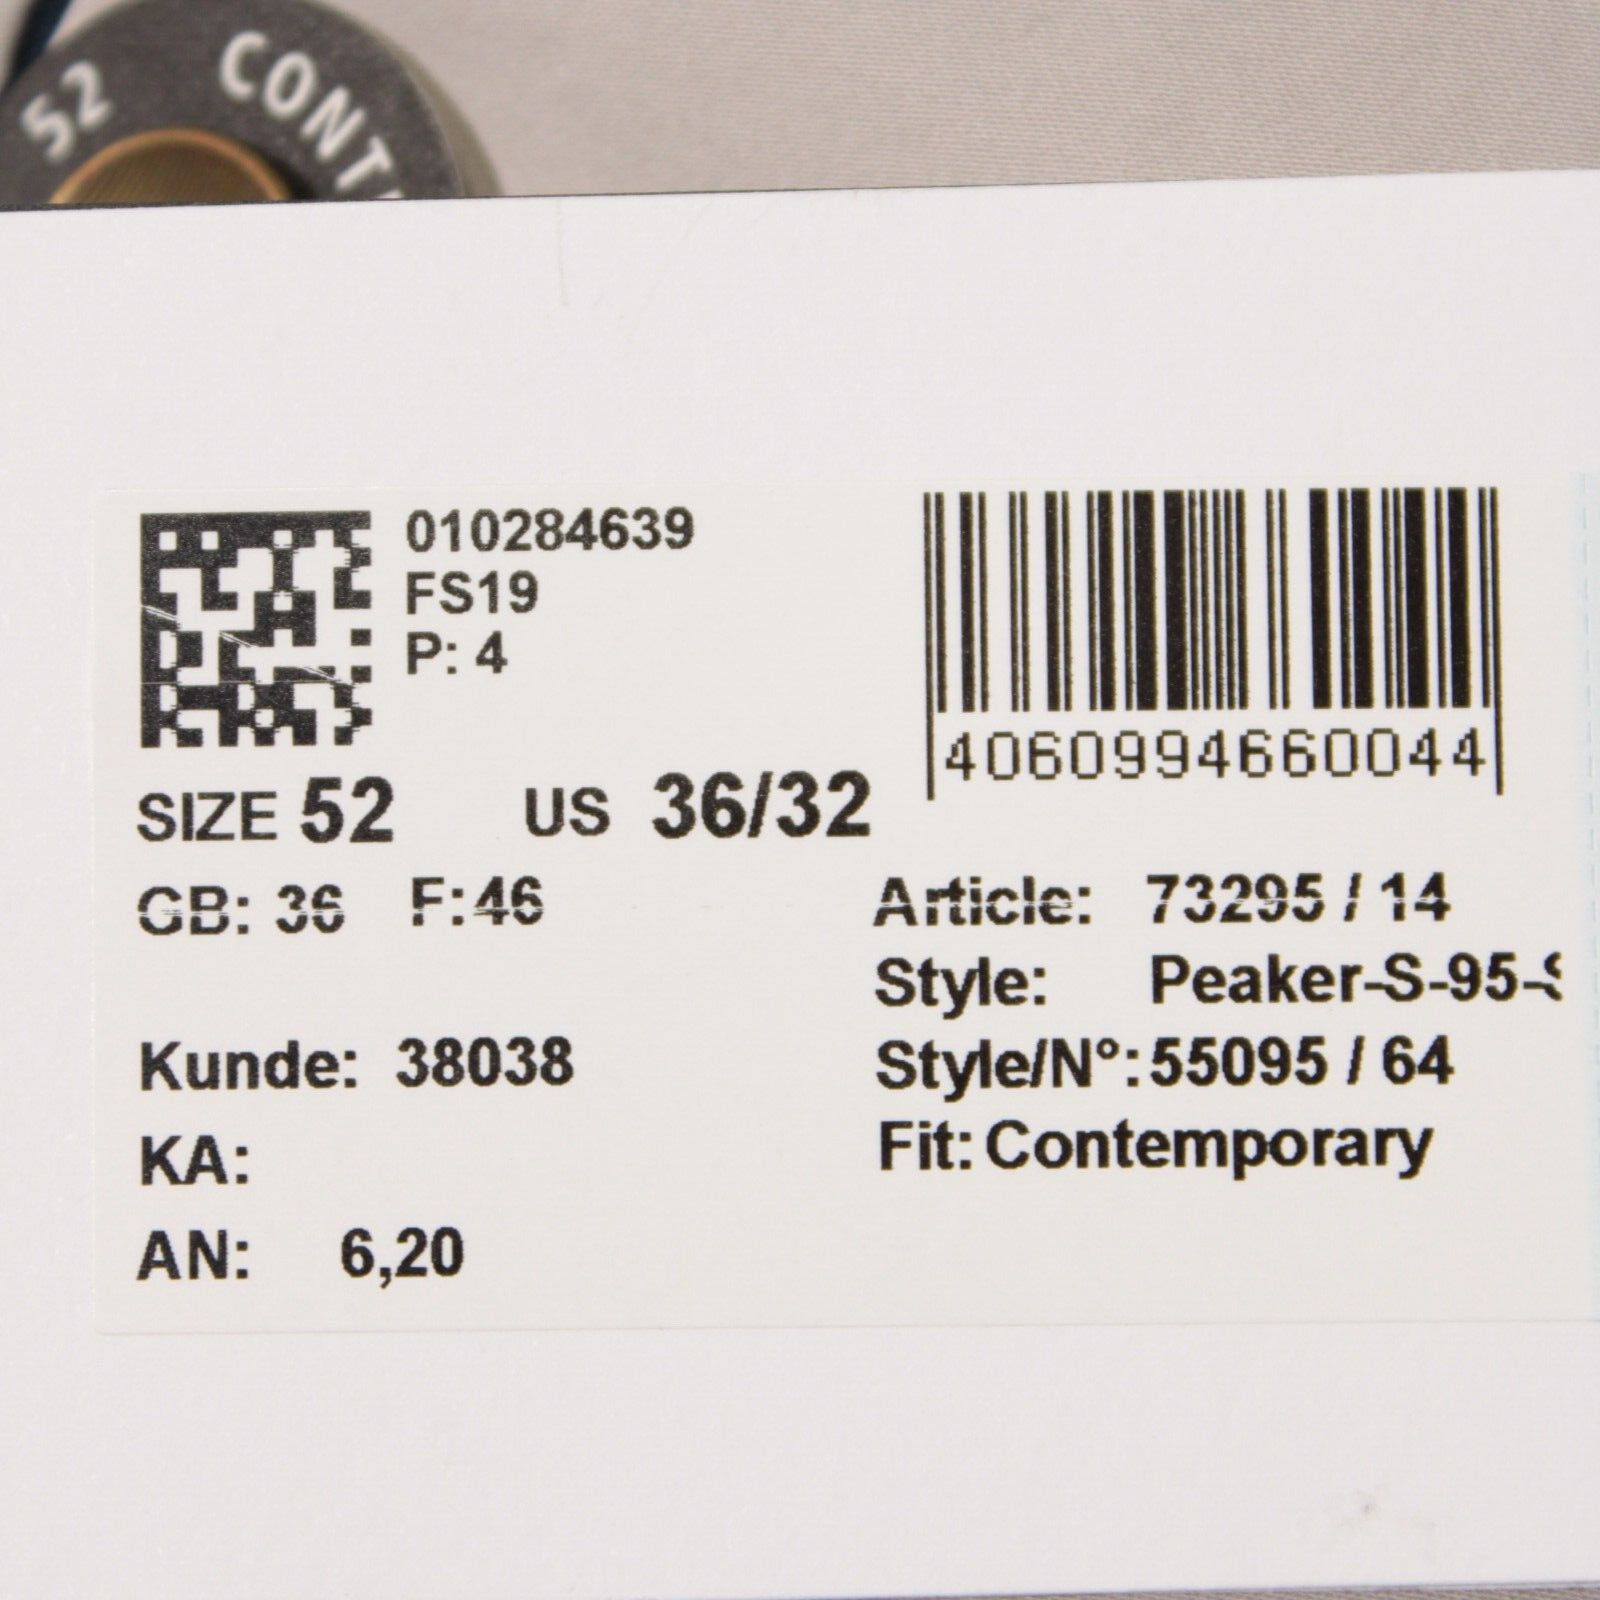 52
010284639
FS19
P: 4
4060994660044
SIZE 52 US 36/32
GB: 36 F: 46
Article: 73295 / 14
Style: Peaker-S-95-
Style/N°: 55095 / 64
Fit: Contemporary
Kunde: 38038
KA:
AN: 6,20